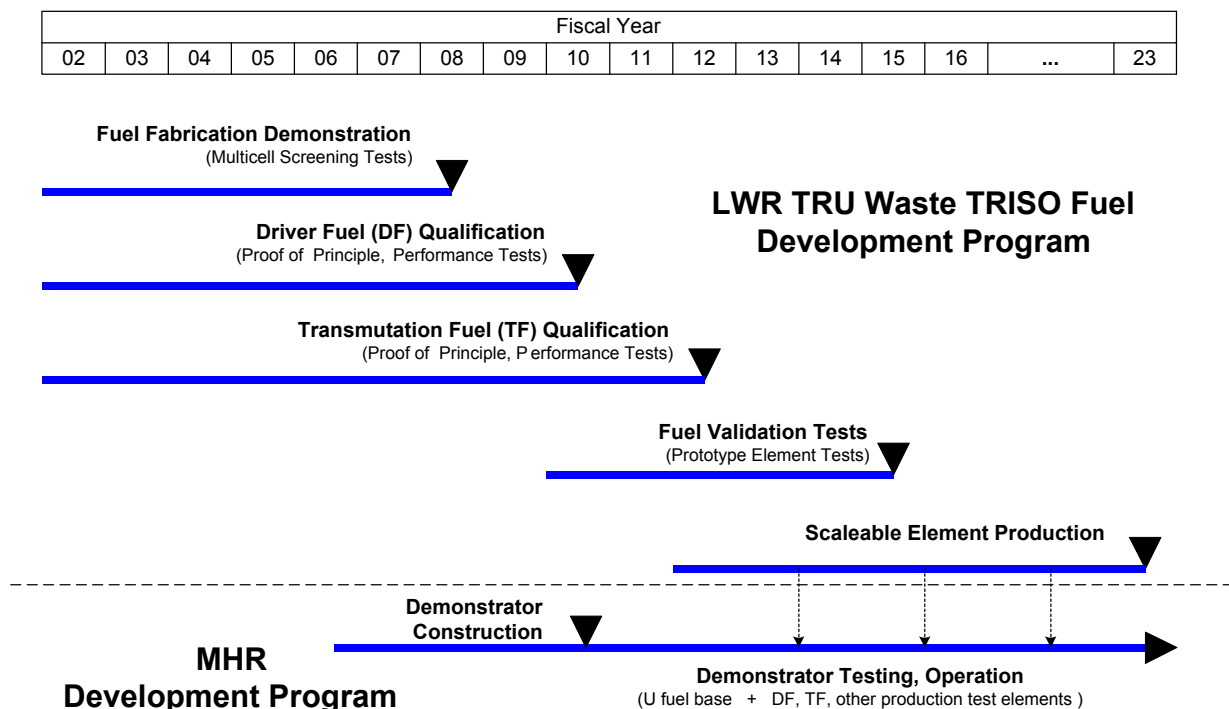 Fiscal Year
02 03 04 05 06 07 08 09 10 11 12 13 14 15 16 ... 23
Fuel Fabrication Demonstration
(Multicell Screening Tests)
LWR TRU Waste TRISO Fuel
Development Program
Driver Fuel (DF) Qualification
(Proof of Principle, Performance Tests)
Transmutation Fuel (TF) Qualification
(Proof of Principle, Performance Tests)
Fuel Validation Tests
(Prototype Element Tests)
Scaleable Element Production
Demonstrator
Construction
MHR
Development Program
Demonstrator Testing, Operation
(U fuel base + DF, TF, other production test elements )